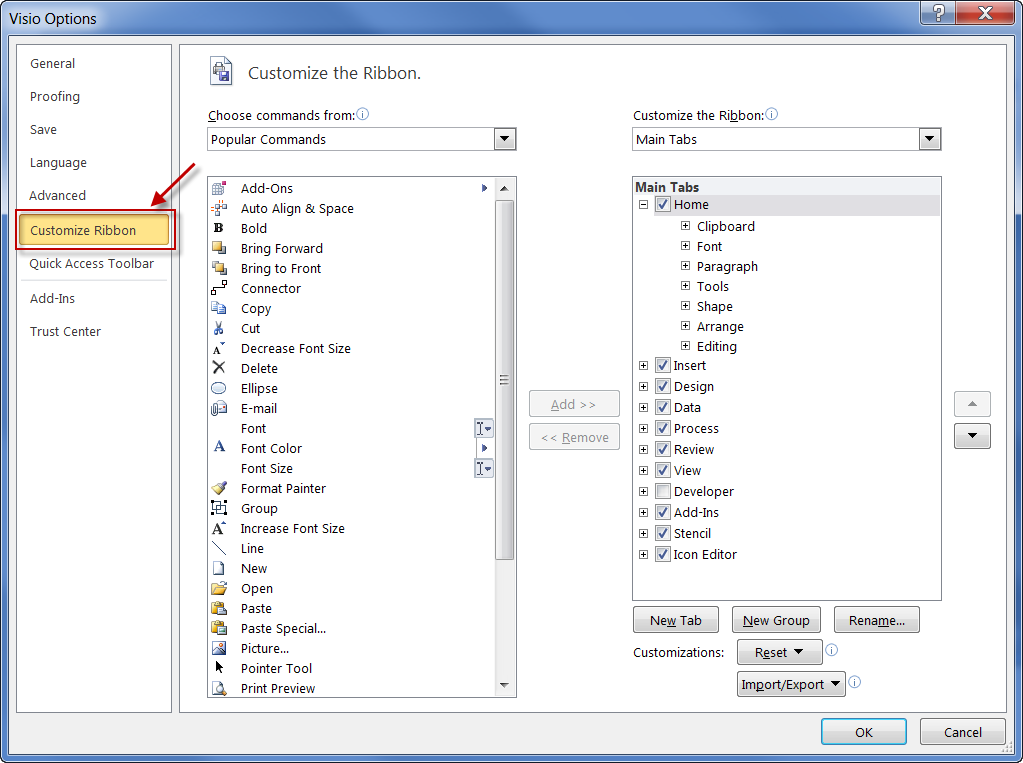 Visio Options
General
Proofing
Save
Language
Advanced
Customize Ribbon
Quick Access Toolbar
Add-Ins
Trust Center
Customize the Ribbon.
Choose commands from:
Popular Commands
Add-Ons
Auto Align & Space
Bold
Bring Forward
Bring to Front
Connector
Copy
Cut
Decrease Font Size
Delete
Ellipse
E-mail
Font
Font Color
Font Size
Format Painter
Group
Increase Font Size
Line
New
Open
Paste
Paste Special...
Picture...
Pointer Tool
Print Preview
Add >>
<< Remove
Customize the Ribbon:
Main Tabs
Main Tabs
Home
Clipboard
Font
Paragraph
Tools
Shape
Arrange
Editing
Insert
Design
Data
Process
Review
View
Developer
Add-Ins
Stencil
Icon Editor
New Tab
New Group
Rename...
Customizations:
Reset
Import/Export
OK
Cancel